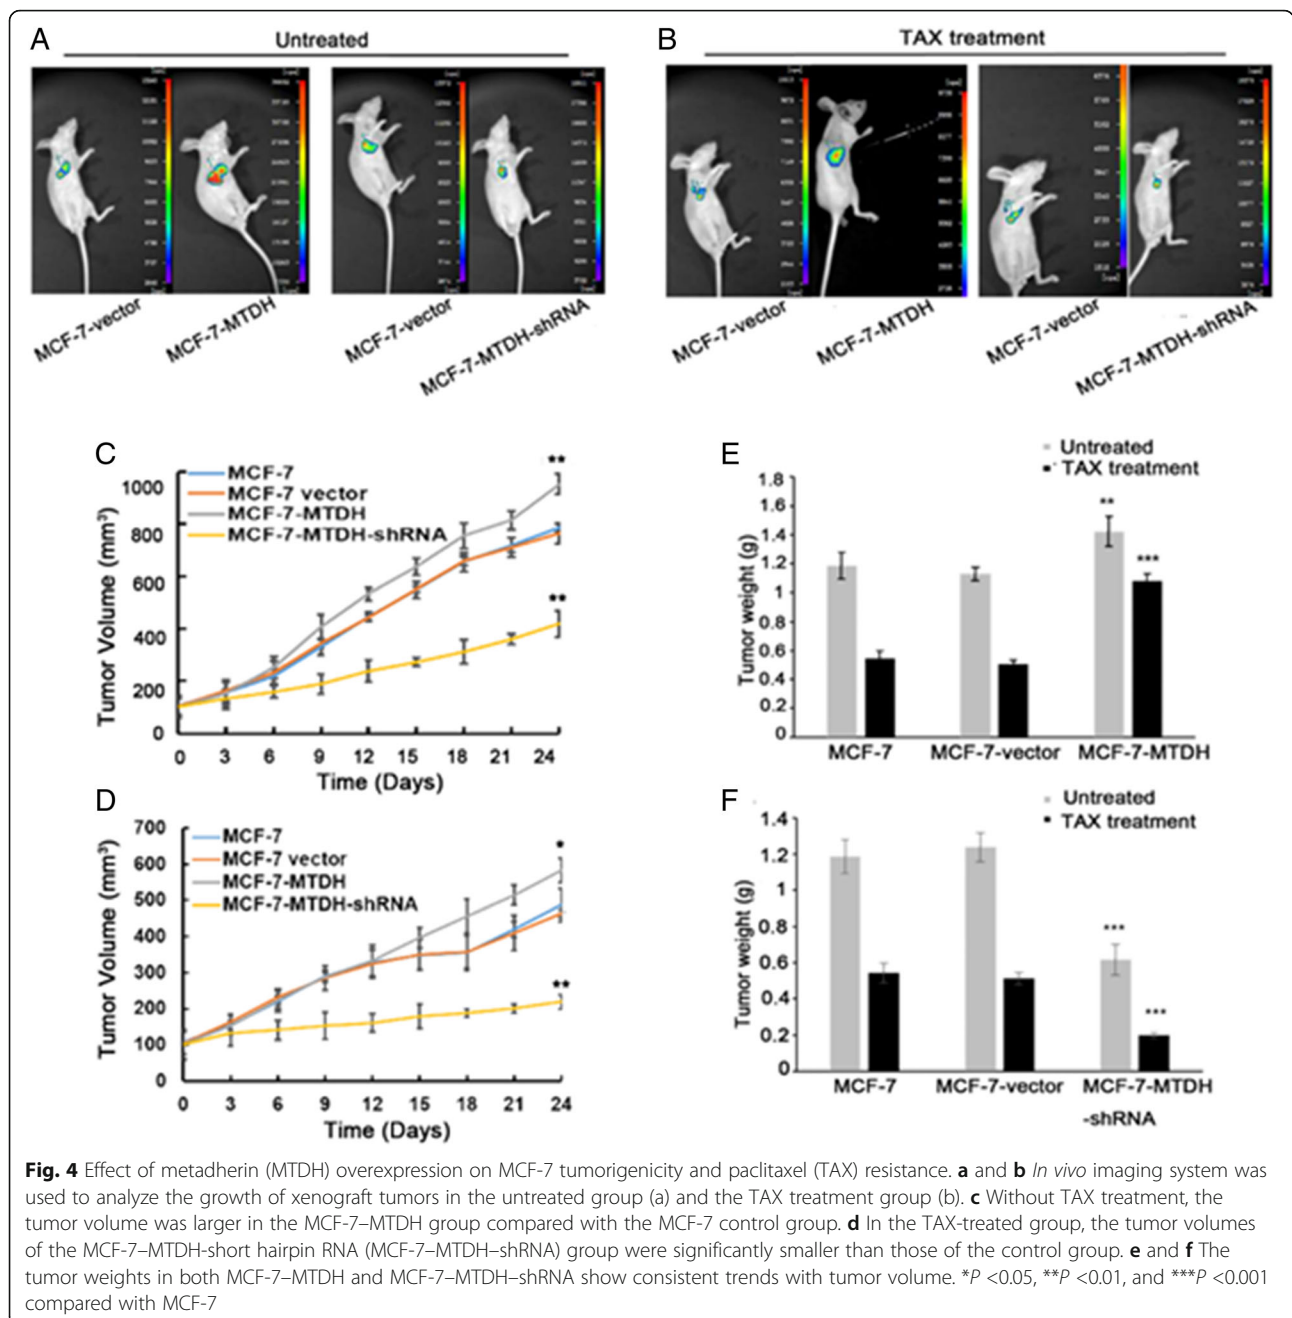 A
Untreated
B
TAX treatment
MCF-7-vector
MCF-7-MTDH
MCF-7-vector
MCF-7-MTDH-shRNA
MCF-7-vector
MCF-7-MTDH
MCF-7-vector
MCF-7-MTDH-shRNA
C
MCF-7
MCF-7 vector
MCF-7-MTDH
MCF-7-MTDH-shRNA
**
**
Tumor Volume (mm³)
1000
800
600
400
200
0
0 3 6 9 12 15 18 21 24
Time (Days)
E
Untreated
TAX treatment
Tumor weight (g)
1.8
1.6
1.4
1.2
1
0.6
0.4
0.2
0
**
***
MCF-7 MCF-7-vector MCF-7-MTDH
D
MCF-7
MCF-7 vector
MCF-7-MTDH
MCF-7-MTDH-shRNA
*
**
Tumor Volume (mm³)
700
600
500
400
300
200
100
0
0 3 6 9 12 15 18 21 24
Time (Days)
F
Untreated
TAX treatment
Tumor weight (g)
1.4
1.2
1
0.8
0.6
0.4
0.2
0
***
***
MCF-7 MCF-7-vector MCF-7-MTDH
-shRNA
Fig. 4 Effect of metadherin (MTDH) overexpression on MCF-7 tumorigenicity and paclitaxel (TAX) resistance. a and b In vivo imaging system was
used to analyze the growth of xenograft tumors in the untreated group (a) and the TAX treatment group (b). c Without TAX treatment, the
tumor volume was larger in the MCF-7–MTDH group compared with the MCF-7 control group. d In the TAX-treated group, the tumor volumes
of the MCF-7–MTDH-short hairpin RNA (MCF-7–MTDH–shRNA) group were significantly smaller than those of the control group. e and f The
tumor weights in both MCF-7–MTDH and MCF-7–MTDH–shRNA show consistent trends with tumor volume. *P <0.05, **P <0.01, and ***P <0.001
compared with MCF-7